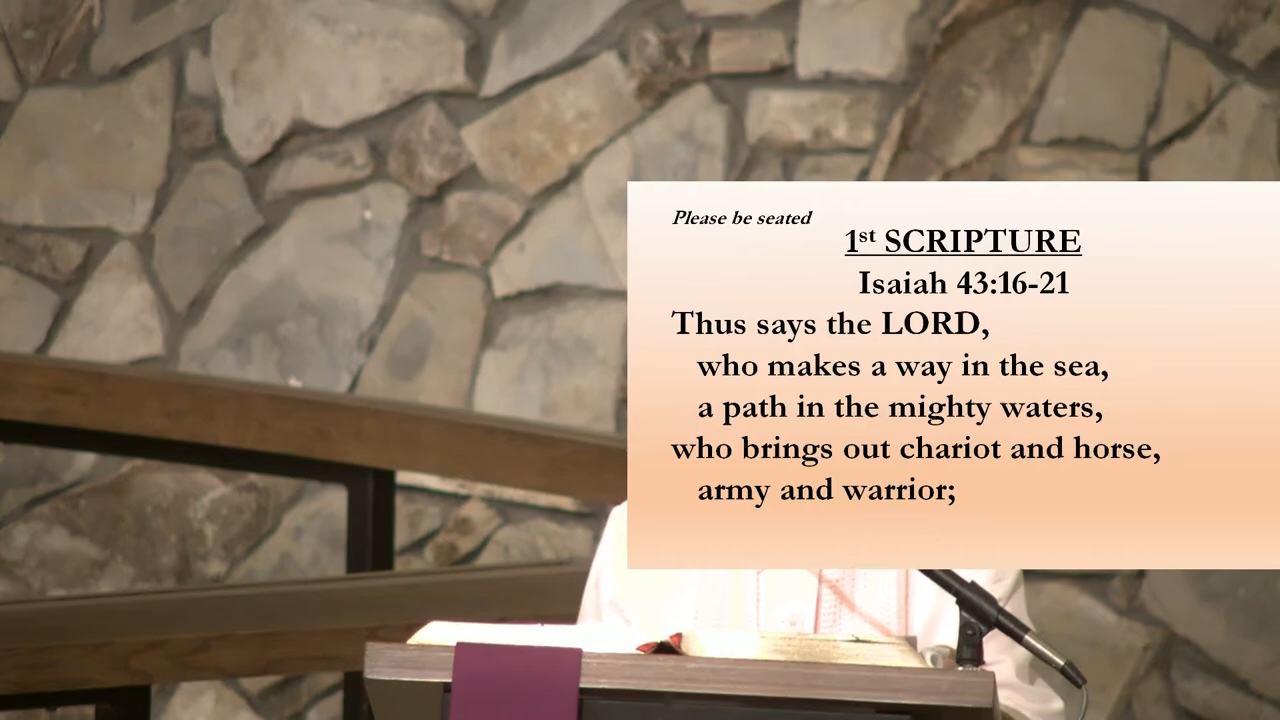 Please be seated
1st SCRIPTURE
Isaiah 43:16-21
Thus says the LORD,
who makes a way in the sea,
a path in the mighty waters,
who brings out chariot and horse,
army and warrior;